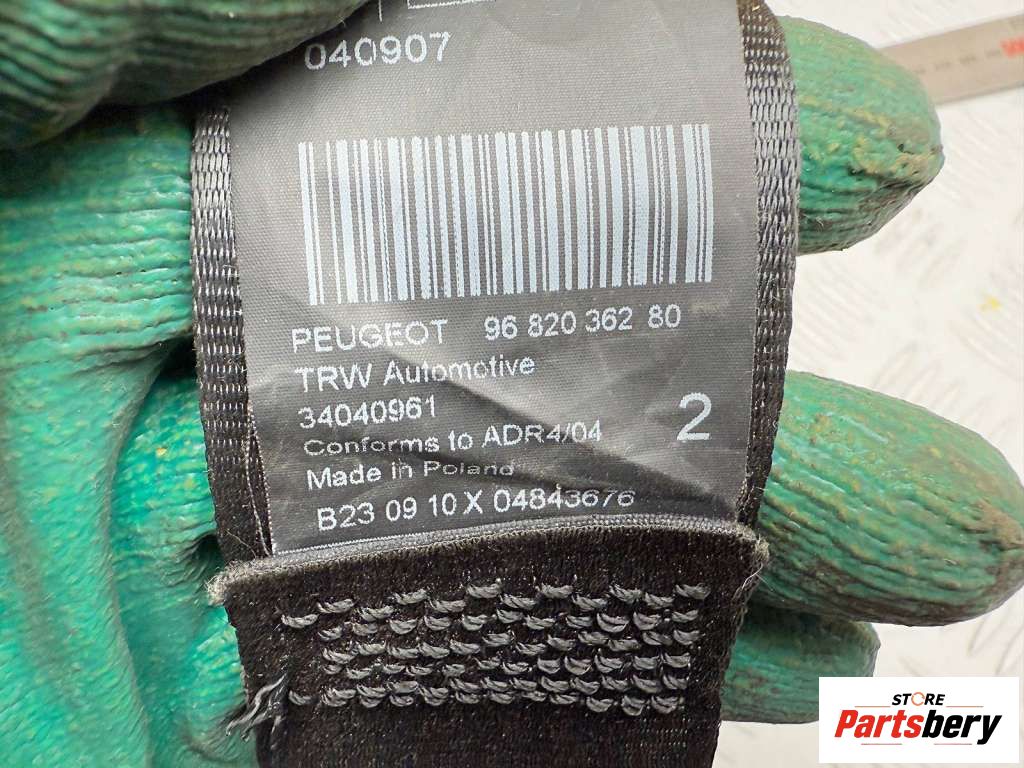 040907
PEUGEOT 96 820 362 80
TRW Automotive
34040961
2
Conforms to ADR4/04
Made in Poland
B23 09 10 X 04843676
STORE
Partsbery